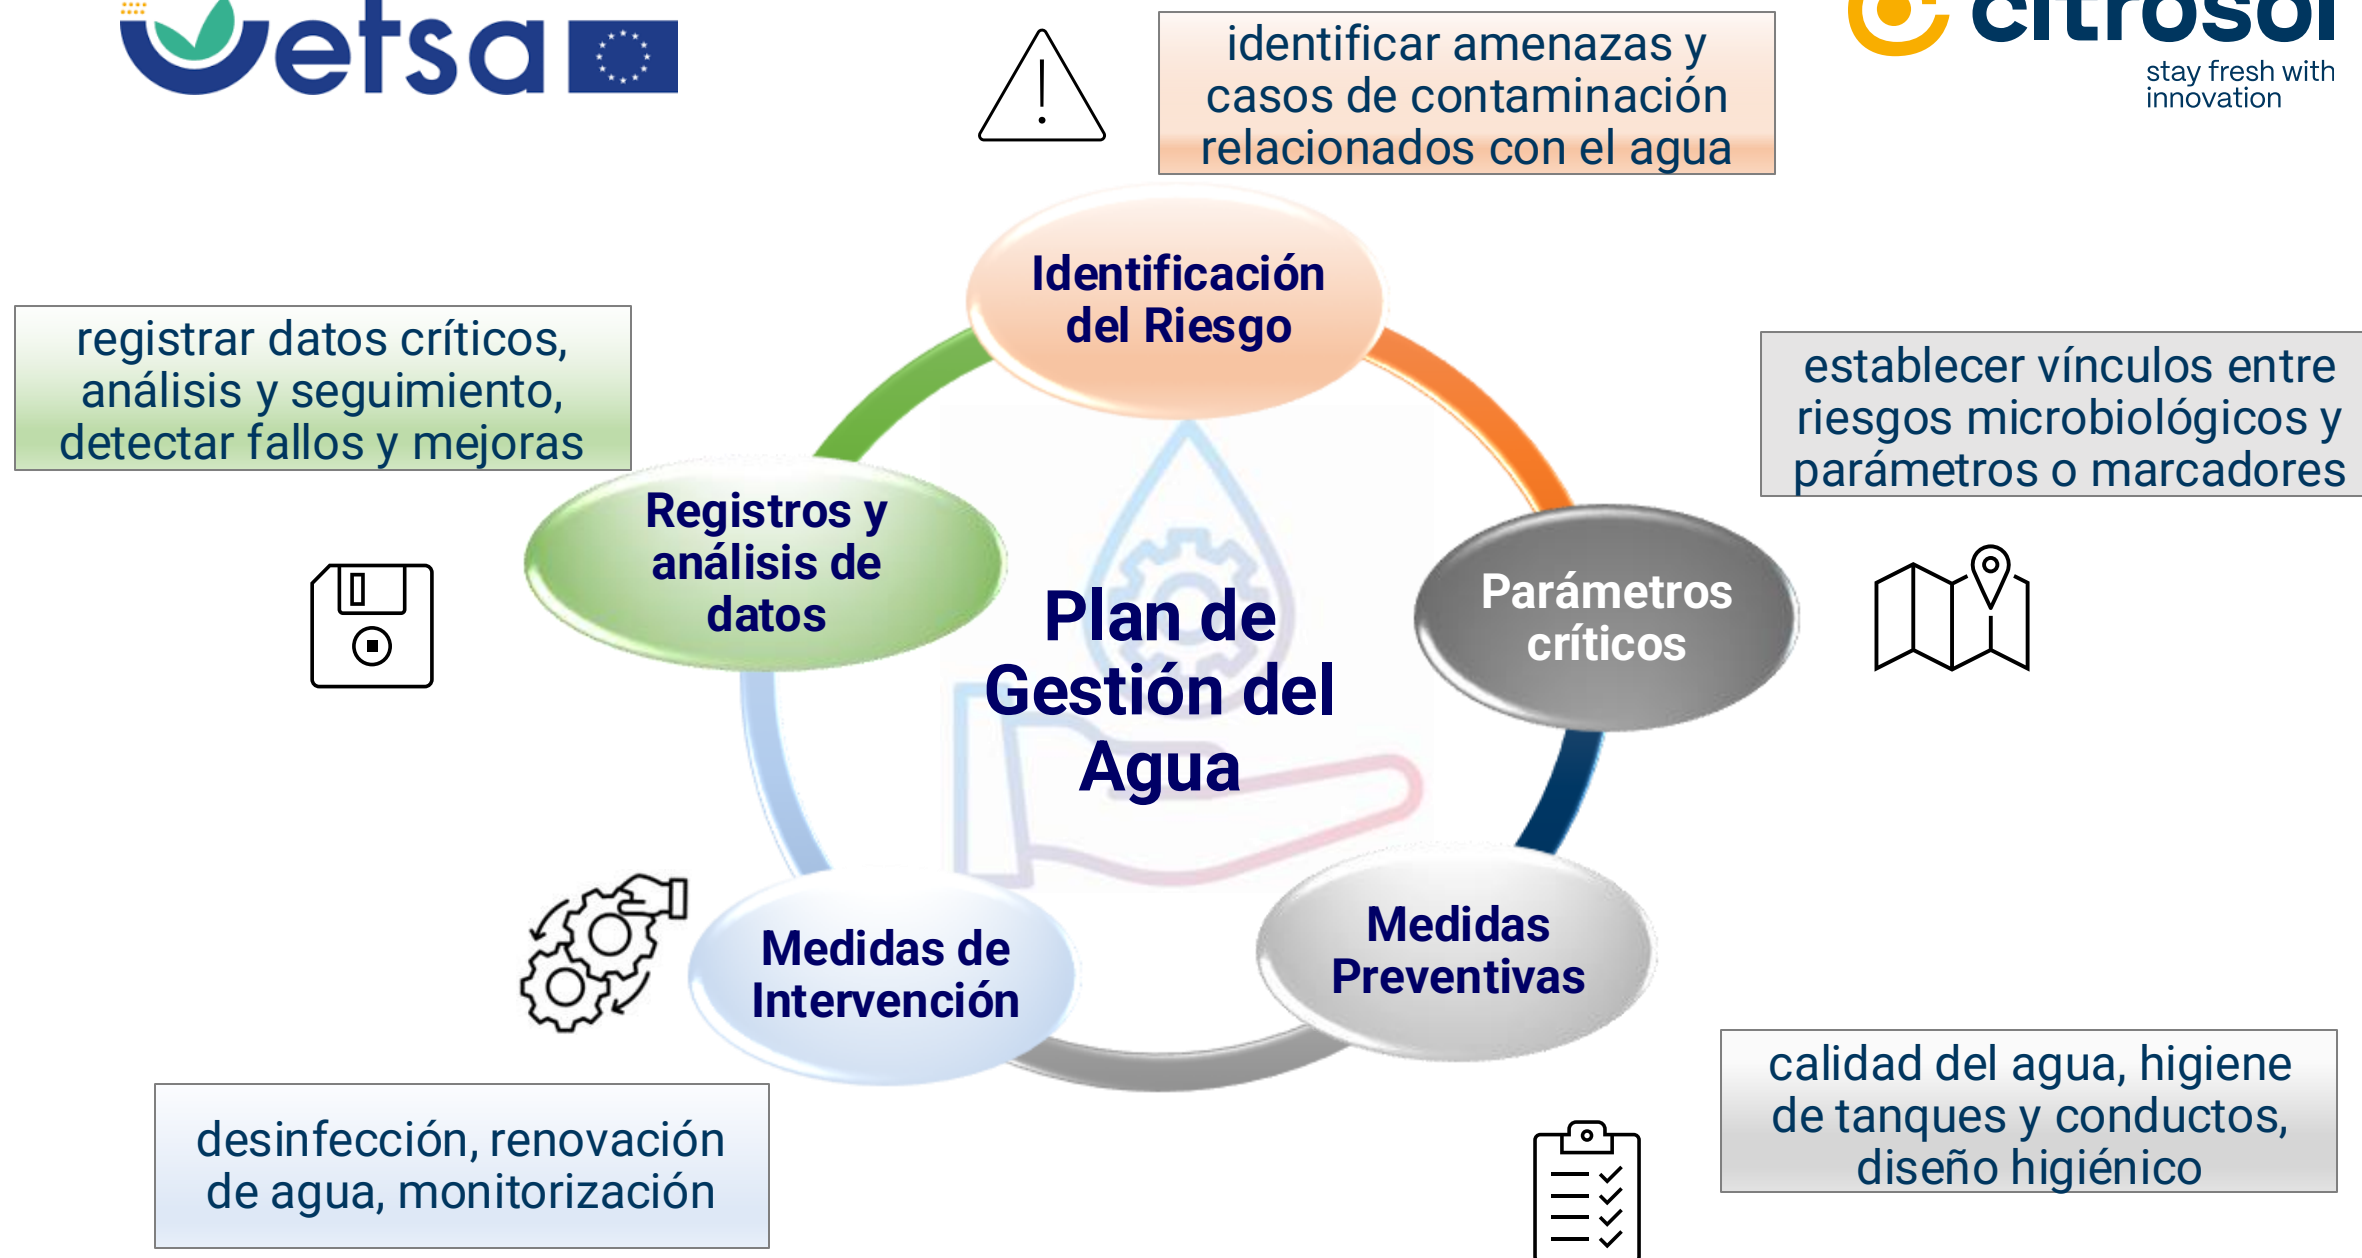 etsa
citrosol
stay fresh with
innovation
identificar amenazas y
casos de contaminación
relacionados con el agua
Identificación
del Riesgo
registrar datos críticos,
análisis y seguimiento,
detectar fallos y mejoras
establecer vínculos entre
riesgos microbiológicos y
parámetros o marcadores
Registros y
análisis de
datos
Parámetros
críticos
Plan de
Gestión del
Agua
Medidas de
Intervención
Medidas
Preventivas
desinfección, renovación
de agua, monitorización
calidad del agua, higiene
de tanques y conductos,
diseño higiénico